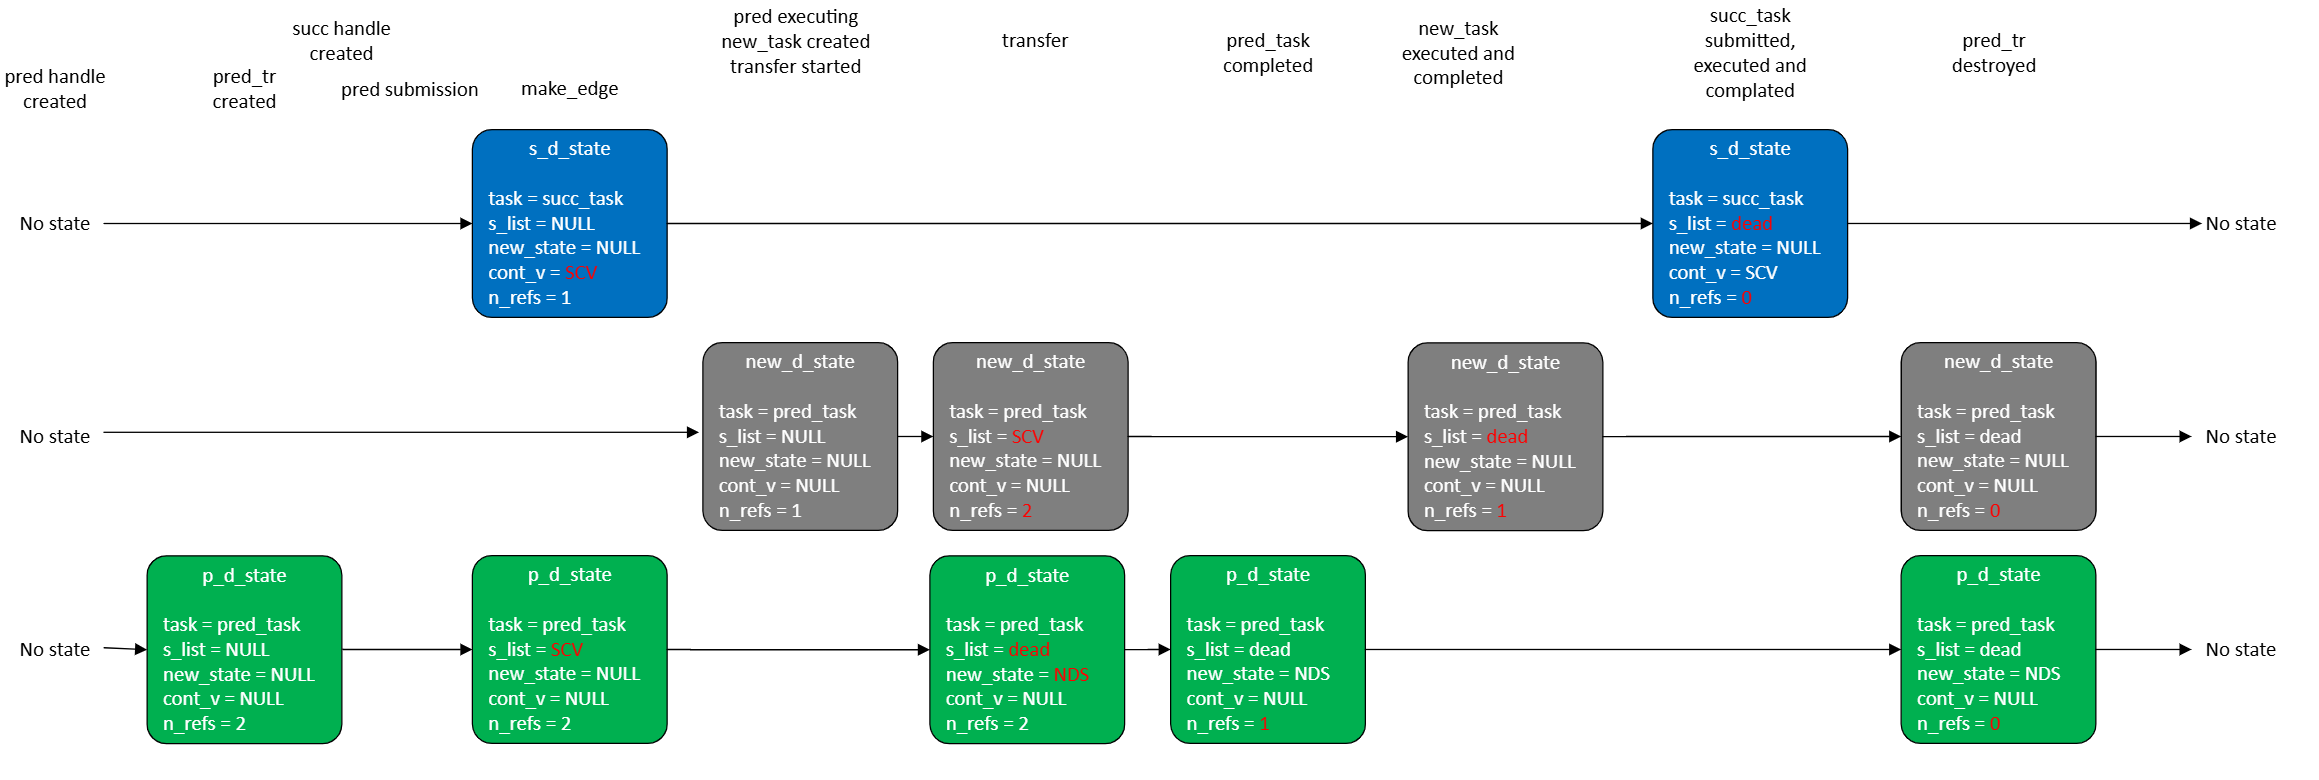 pred handle
created
pred_tr
created
succ handle
created
pred submission
make_edge
pred executing
new_task created
transfer started
transfer
pred_task
completed
new_task
executed and
completed
succ_task
submitted,
executed and
complated
pred_tr
destroyed
No state
s_d_state
task = succ_task
s_list = NULL
new_state = NULL
cont_v = SCV
n_refs = 1
s_d_state
task = succ_task
s_list = dead
new_state = NULL
cont_v = SCV
n_refs = 0
No state
No state
new_d_state
task = pred_task
s_list = NULL
new_state = NULL
cont_v = NULL
n_refs = 1
new_d_state
task = pred_task
s_list = SCV
new_state = NULL
cont_v = NULL
n_refs = 2
new_d_state
task = pred_task
s_list = dead
new_state = NULL
cont_v = NULL
n_refs = 1
new_d_state
task = pred_task
s_list = dead
new_state = NULL
cont_v = NULL
n_refs = 0
No state
No state
p_d_state
task = pred_task
s_list = NULL
new_state = NULL
cont_v = NULL
n_refs = 2
p_d_state
task = pred_task
s_list = SCV
new_state = NULL
cont_v = NULL
n_refs = 2
p_d_state
task = pred_task
s_list = dead
new_state = NDS
cont_v = NULL
n_refs = 2
p_d_state
task = pred_task
s_list = dead
new_state = NDS
cont_v = NULL
n_refs = 1
p_d_state
task = pred_task
s_list = dead
new_state = NDS
cont_v = NULL
n_refs = 0
No state